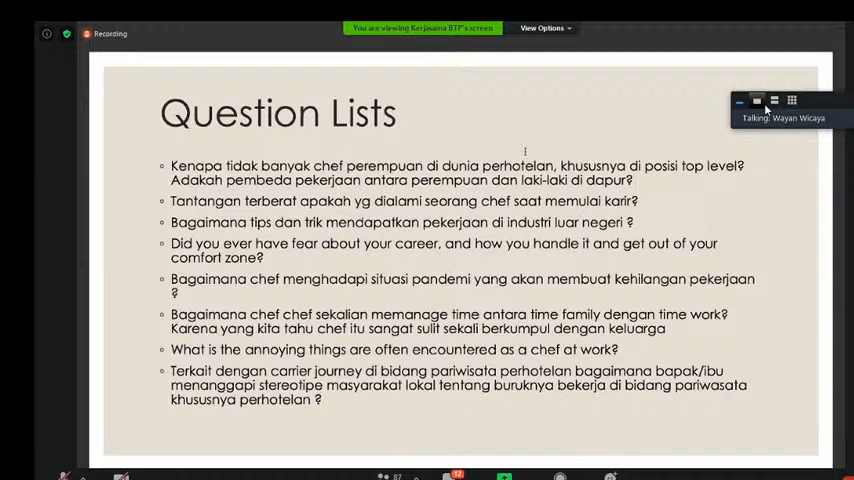 Recording
You are viewing Kerjasama BTP's screen
View Options
Question Lists
Talking: Wayan Wicaya
Kenapa tidak banyak chef perempuan di dunia perhotelan, khususnya di posisi top level?
Adakah pembeda pekerjaan antara perempuan dan laki-laki di dapur?
Tantangan terberat apakah yg dialami seorang chef saat memulai karir?
Bagaimana tips dan trik mendapatkan pekerjaan di industri luar negeri ?
Did you ever have fear about your career, and how you handle it and get out of your
comfort zone?
Bagaimana chef menghadapi situasi pandemi yang akan membuat kehilangan pekerjaan
?
Bagaimana chef chef sekalian memanage time antara time family dengan time work?
Karena yang kita tahu chef itu sangat sulit sekali berkumpul dengan keluarga
What is the annoying things are often encountered as a chef at work?
Terkait dengan carrier journey di bidang pariwisata perhotelan bagaimana bapak/ibu
menanggapi stereotipe masyarakat lokal tentang buruknya bekerja di bidang pariwasata
khususnya perhotelan ?
87
12